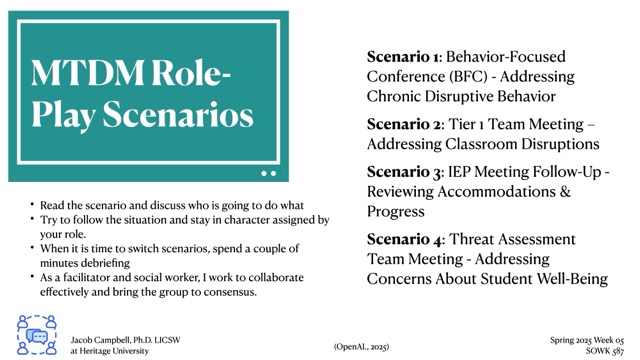 MTDM Role-
Play Scenarios
• Read the scenario and discuss who is going to do what
• Try to follow the situation and stay in character assigned by
your role.
• When it is time to switch scenarios, spend a couple of
minutes debriefing
• As a facilitator and social worker, I work to collaborate
effectively and bring the group to consensus.
Scenario 1: Behavior-Focused
Conference (BFC) - Addressing
Chronic Disruptive Behavior
Scenario 2: Tier 1 Team Meeting –
Addressing Classroom Disruptions
Scenario 3: IEP Meeting Follow-Up -
Reviewing Accommodations &
Progress
Scenario 4: Threat Assessment
Team Meeting - Addressing
Concerns About Student Well-Being
Jacob Campbell, Ph.D. LICSW
at Heritage University
(OpenAI., 2025)
Spring 2025 Week 05
SOWK 587